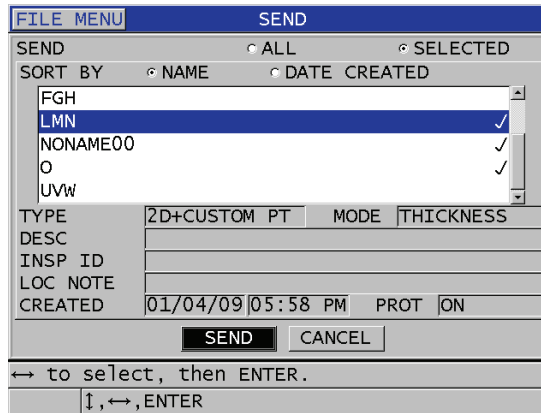 FILE MENU SEND
SEND ALL SELECTED
SORT BY NAME DATE CREATED
FGH
LMN ✓
NONAME00 ✓
O ✓
UVW
TYPE 2D+CUSTOM PT MODE THICKNESS
DESC
INSP ID
LOC NOTE
CREATED 01/04/09 05:58 PM PROT ON
SEND CANCEL
↔ to select, then ENTER.
↕,↔,ENTER